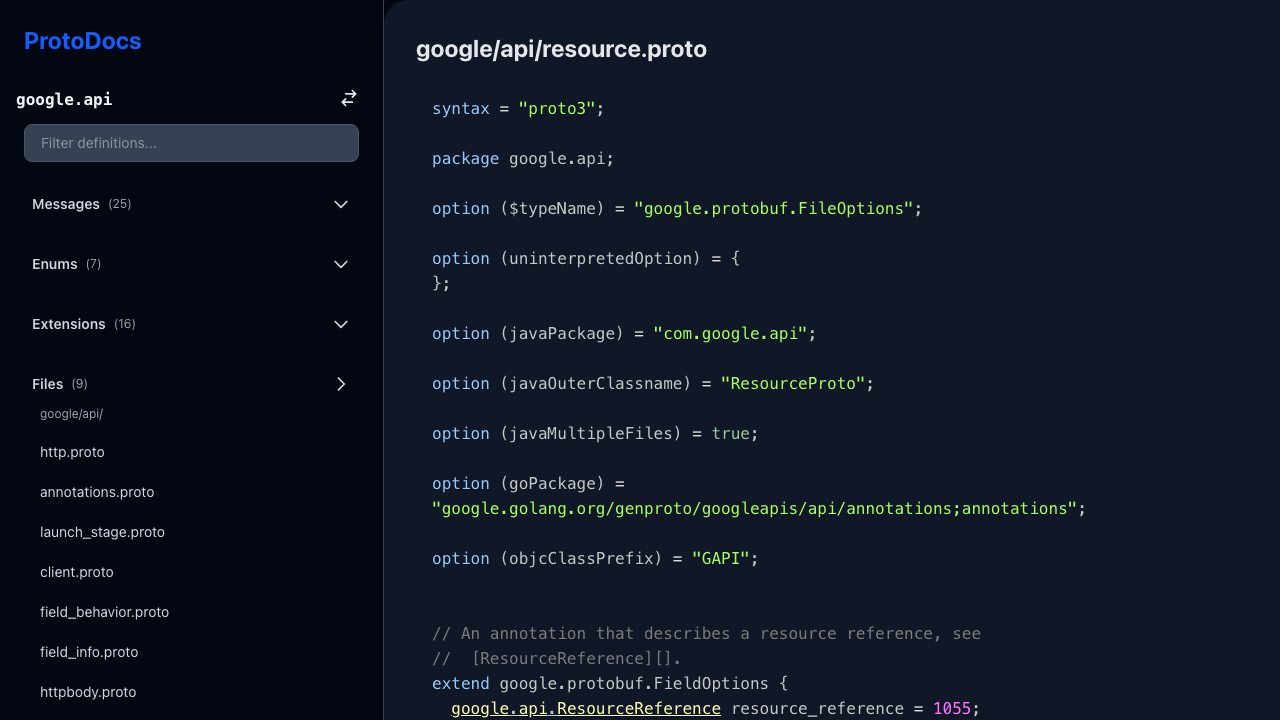 ProtoDocs
google.api
Filter definitions...
Messages (25)
Enums (7)
Extensions (16)
Files (9)
google/api/
http.proto
annotations.proto
launch_stage.proto
client.proto
field_behavior.proto
field_info.proto
httpbody.proto
google/api/resource.proto
syntax = "proto3";
package google.api;
option ($typeName) = "google.protobuf.FileOptions";
option (uninterpretedOption) = {
};
option (javaPackage) = "com.google.api";
option (javaOuterClassname) = "ResourceProto";
option (javaMultipleFiles) = true;
option (goPackage) =
"google.golang.org/genproto/googleapis/api/annotations;annotations";
option (objcClassPrefix) = "GAPI";
// An annotation that describes a resource reference, see
//  [ResourceReference][].
extend google.protobuf.FieldOptions {
  google.api.ResourceReference resource_reference = 1055;